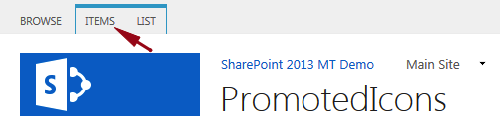 BROWSE ITEMS LIST
S
SharePoint 2013 MT Demo Main Site
PromotedIcons